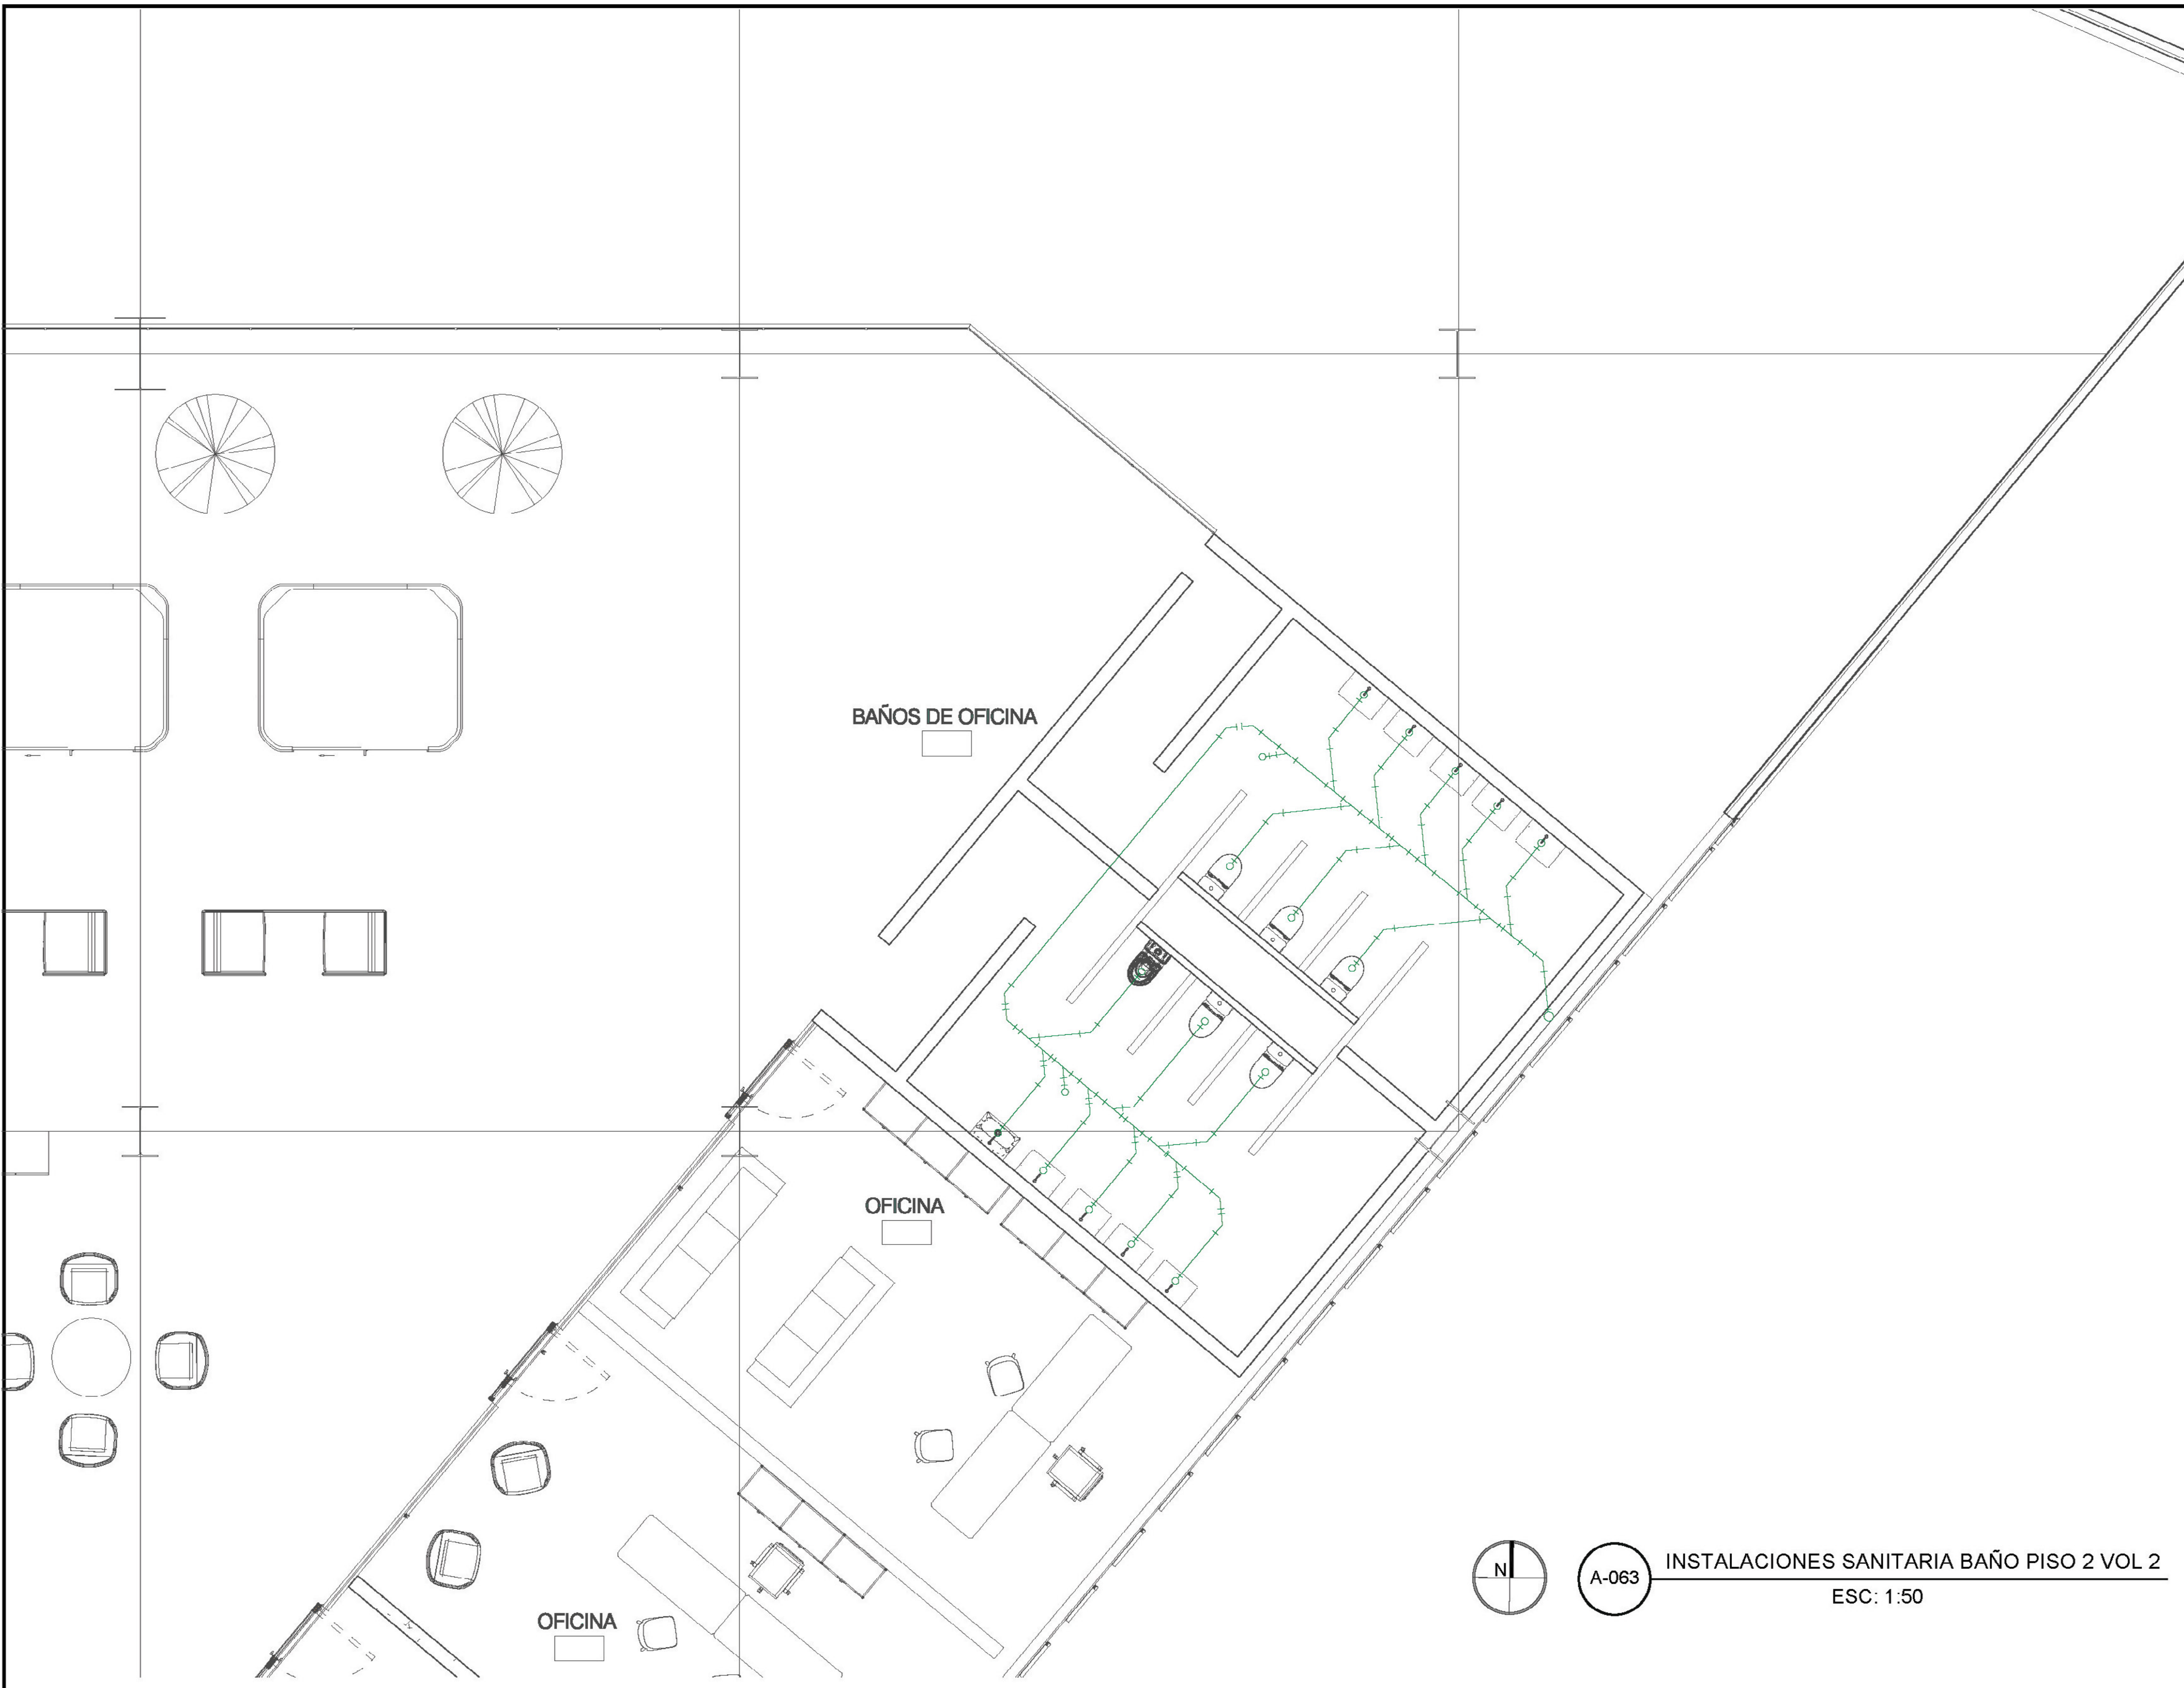 BAÑOS DE OFICINA
OFICINA
OFICINA
N
A-063
INSTALACIONES SANITARIA BAÑO PISO 2 VOL 2
ESC: 1:50